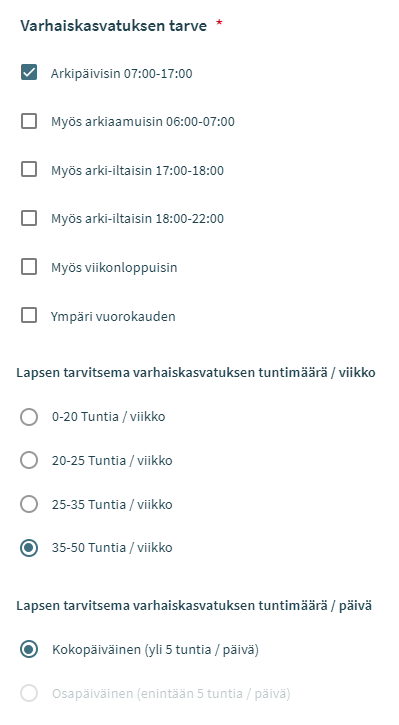 Varhaiskasvatuksen tarve *
Arkipäivisin 07:00-17:00
Myös arkiaamuisin 06:00-07:00
Myös arki-iltaisin 17:00-18:00
Myös arki-iltaisin 18:00-22:00
Myös viikonloppuisin
Ympäri vuorokauden
Lapsen tarvitsema varhaiskasvatuksen tuntimäärä / viikko
0-20 Tuntia / viikko
20-25 Tuntia / viikko
25-35 Tuntia / viikko
35-50 Tuntia / viikko
Lapsen tarvitsema varhaiskasvatuksen tuntimäärä / päivä
Kokopäiväinen (yli 5 tuntia / päivä)
Osapäiväinen (enintään 5 tuntia / päivä)